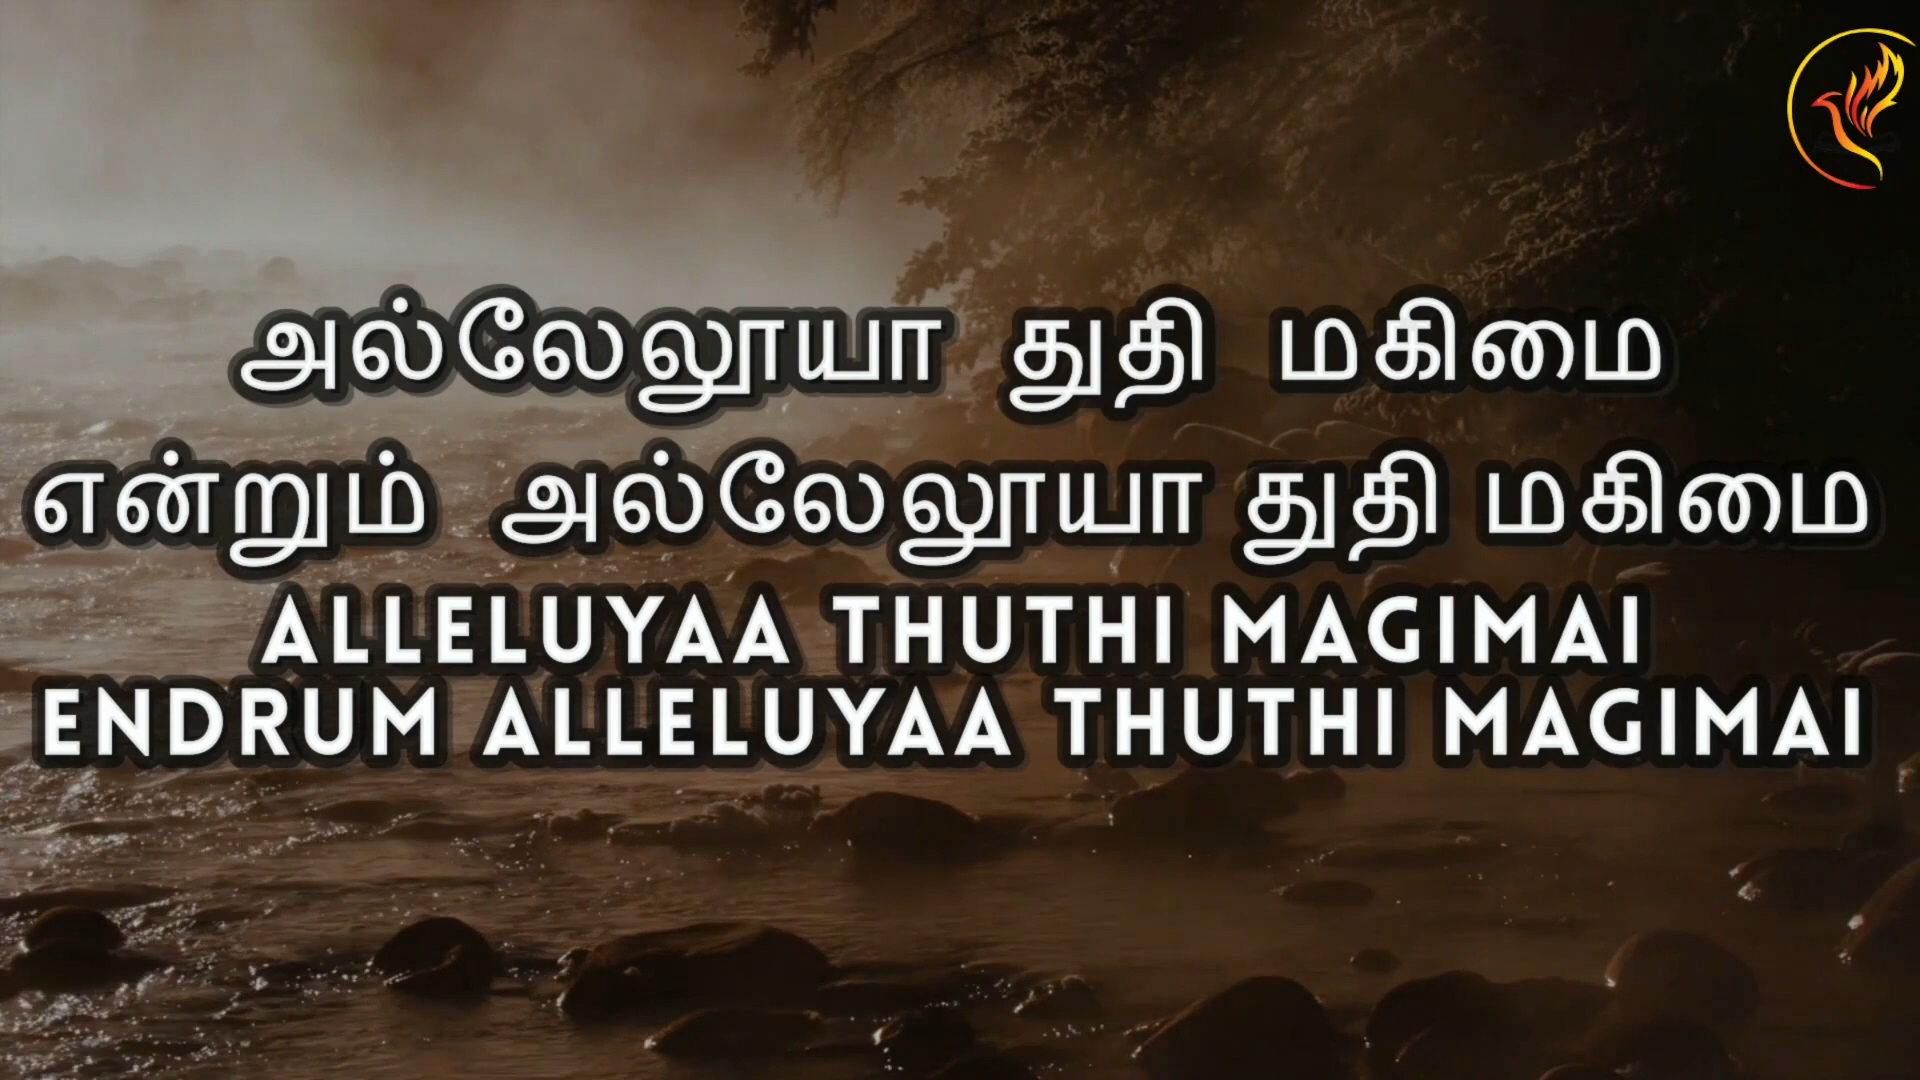 அல்லேலூயா துதி மகிமை
என்றும் அல்லேலூயா துதி மகிமை
ALLELUYAA THUTHI MAGIMAI
ENDRUM ALLELUYAA THUTHI MAGIMAI